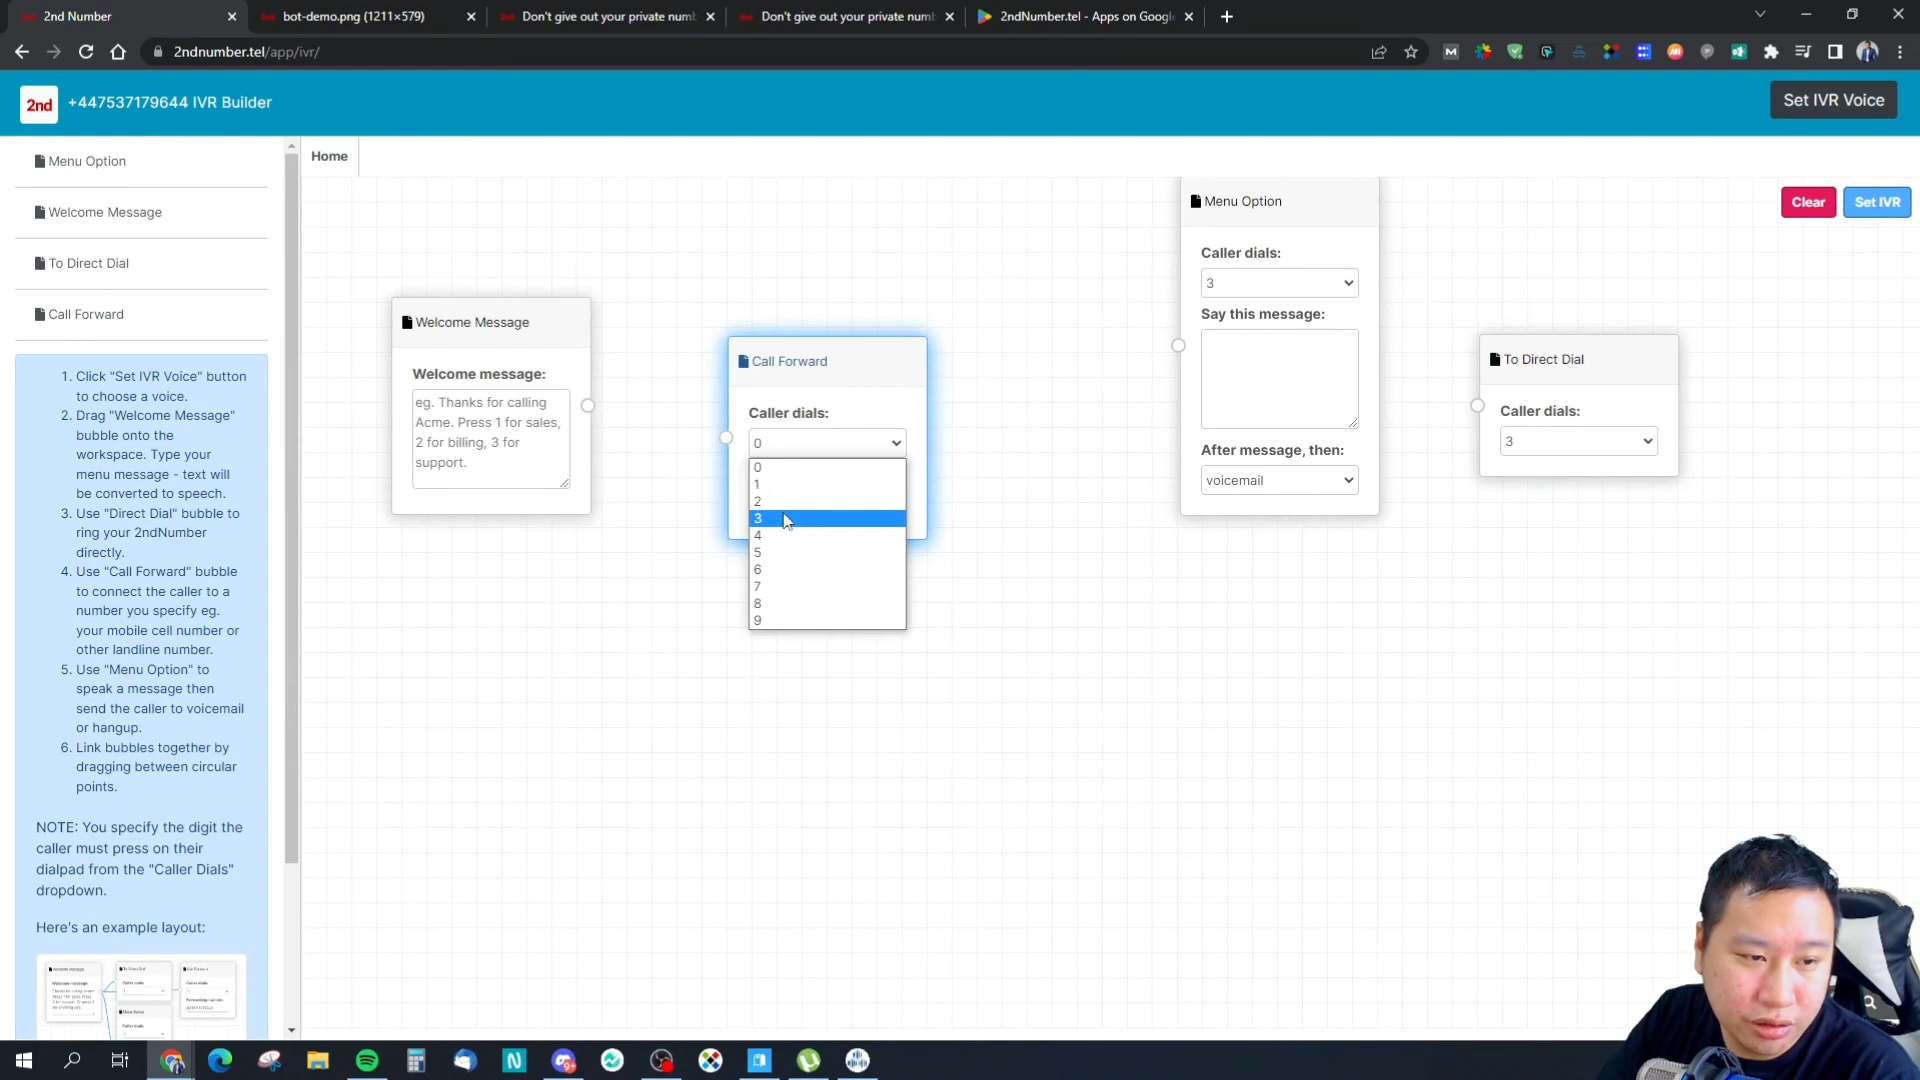 2nd Number
bot-demo.png (1211×579)
Don't give out your private numb
Don't give out your private numb
2ndNumber.tel - Apps on Google
2ndnumber.tel/app/ivr/
2nd
+447537179644 IVR Builder
Set IVR Voice
Menu Option
Welcome Message
To Direct Dial
Call Forward
Home
Clear
Set IVR
1. Click "Set IVR Voice" button
to choose a voice.
2. Drag "Welcome Message"
bubble onto the
workspace. Type your
menu message - text will
be converted to speech.
3. Use "Direct Dial" bubble to
ring your 2ndNumber
directly.
4. Use "Call Forward" bubble
to connect the caller to a
number you specify eg.
your mobile cell number or
other landline number.
5. Use "Menu Option" to
speak a message then
send the caller to voicemail
or hangup.
6. Link bubbles together by
dragging between circular
points.
NOTE: You specify the digit the
caller must press on their
dialpad from the "Caller Dials"
dropdown.
Here's an example layout:
Welcome Message
Welcome message:
eg. Thanks for calling
Acme. Press 1 for sales,
2 for billing, 3 for
support.
Call Forward
Caller dials:
0
0
1
2
3
4
5
6
7
8
9
Menu Option
Caller dials:
3
Say this message:
After message, then:
voicemail
To Direct Dial
Caller dials:
3